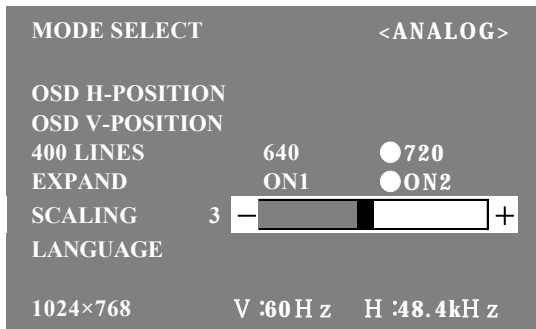 MODE SELECT <ANALOG>
OSD H-POSITION
OSD V-POSITION
400 LINES 640 720
EXPAND ON1 ON2
SCALING 3 − +
LANGUAGE
1024×768 V:60Hz H:48.4kHz